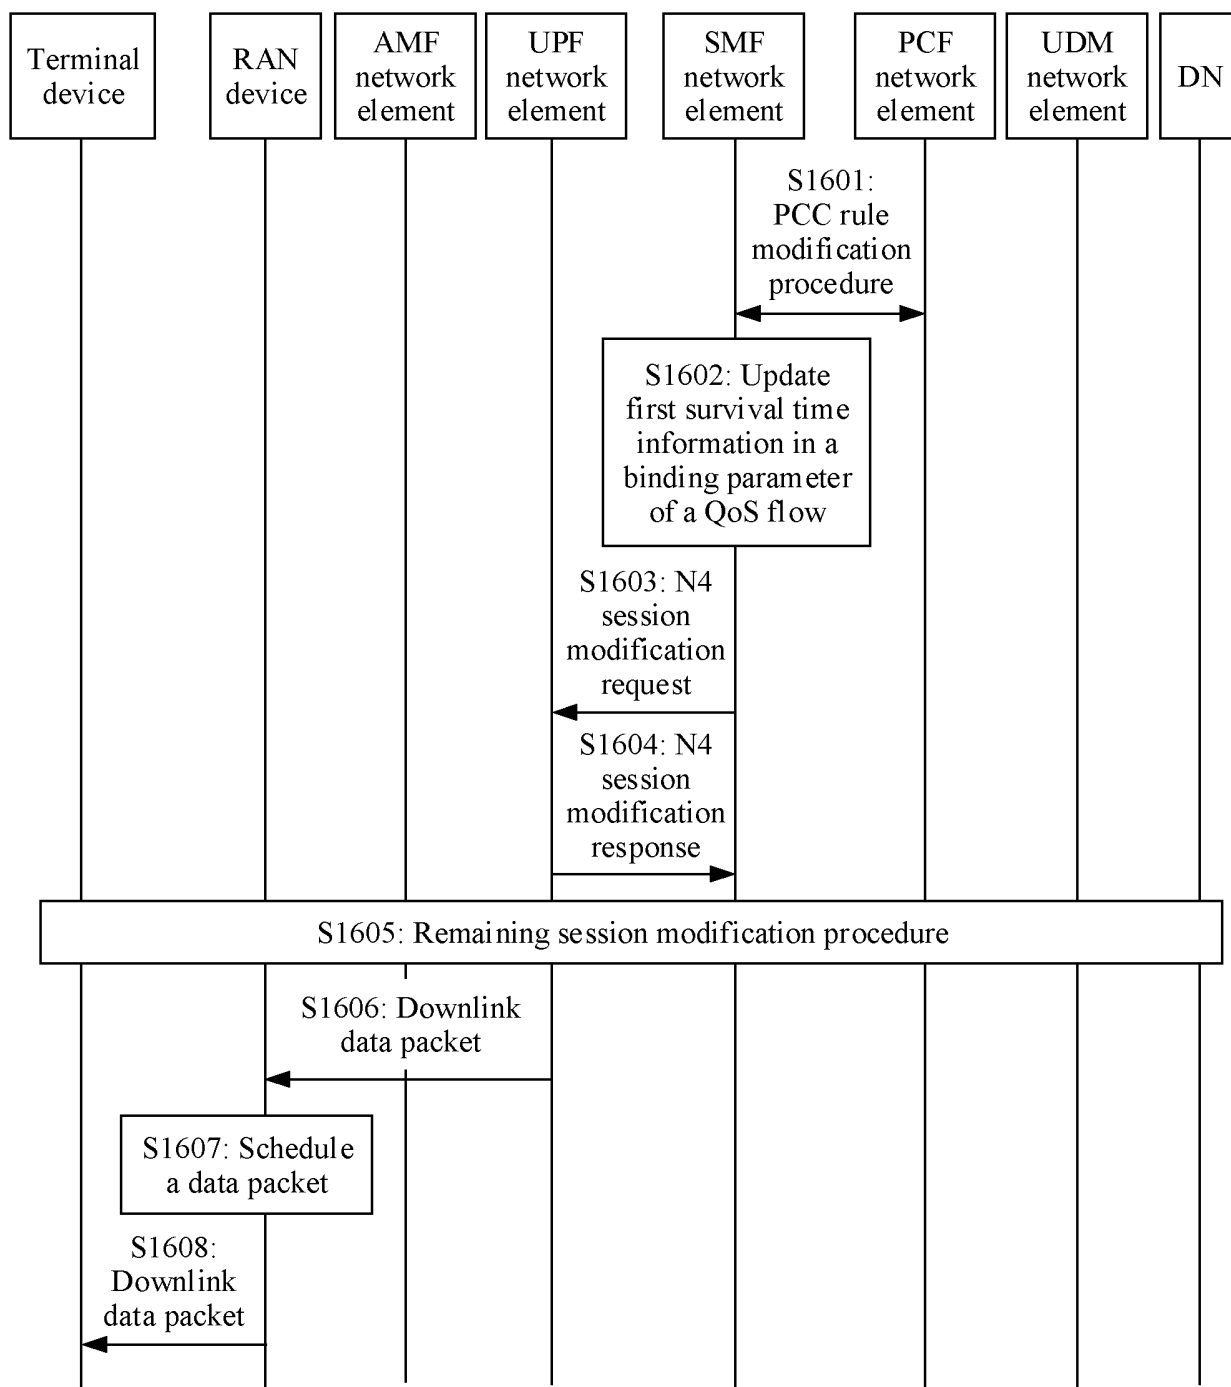 Terminal
device
RAN
device
AMF
network
element
UPF
network
element
SMF
network
element
PCF
network
element
UDM
network
element
DN
S1601:
PCC rule
modification
procedure
S1602: Update
first survival time
information in a
binding parameter
of a QoS flow
S1603: N4
session
modification
request
S1604: N4
session
modification
response
S1605: Remaining session modification procedure
S1606: Downlink
data packet
S1607: Schedule
a data packet
S1608:
Downlink
data packet